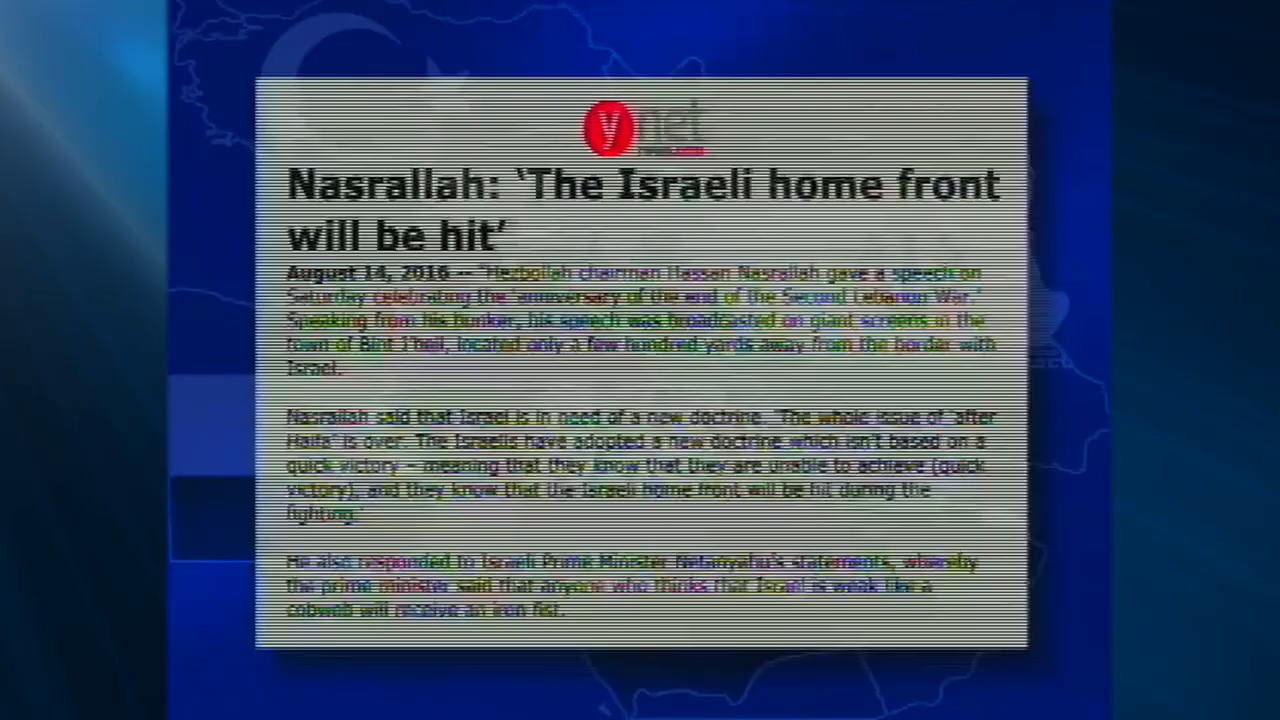 ynet
news.com
Nasrallah: ‘The Israeli home front
will be hit’
August 14, 2016 -- "Hezbollah chairman Hassan Nasrallah gave a speech on
Saturday celebrating the 'anniversary of the end of the Second Lebanon War.'
Speaking from his bunker, his speech was broadcasted on giant screens in the
town of Bint J'beil, located only a few hundred yards away from the border with
Israel.
Nasrallah said that Israel is in need of a new doctrine. 'The whole issue of 'after
Haifa' is over. The Israelis have adopted a new doctrine which isn't based on a
quick victory – meaning that they know that they are unable to achieve (quick
victory), and they know that the Israeli home front will be hit during the
fighting.'
He also responded to Israeli Prime Minister Netanyahu's statements, whereby
the prime minister said that anyone who thinks that Israel is weak like a
cobweb will receive an iron fist.